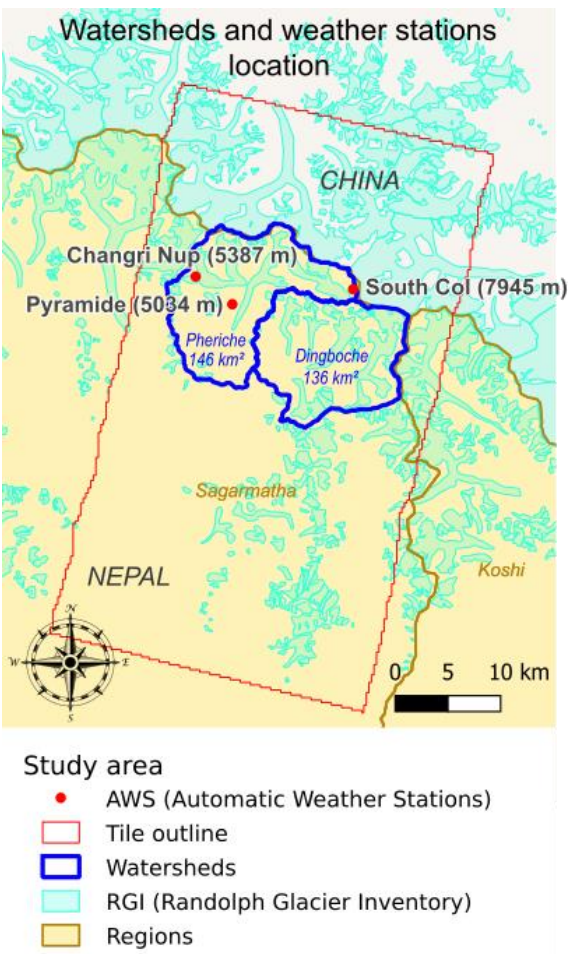 Watersheds and weather stations
location
CHINA
Changri Nup (5387 m)
South Col (7945 m)
Pyramide (5034 m)
Pheriche
146 km²
Dingboche
136 km²
Sagarmatha
Koshi
NEPAL
N
W
E
S
0 5 10 km
Study area
AWS (Automatic Weather Stations)
Tile outline
Watersheds
RGI (Randolph Glacier Inventory)
Regions